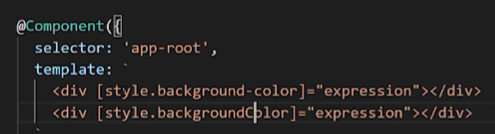 @Component({
selector: 'app-root',
template: `
<div [style.background-color]="expression"></div>
<div [style.backgroundColor]="expression"></div>
`